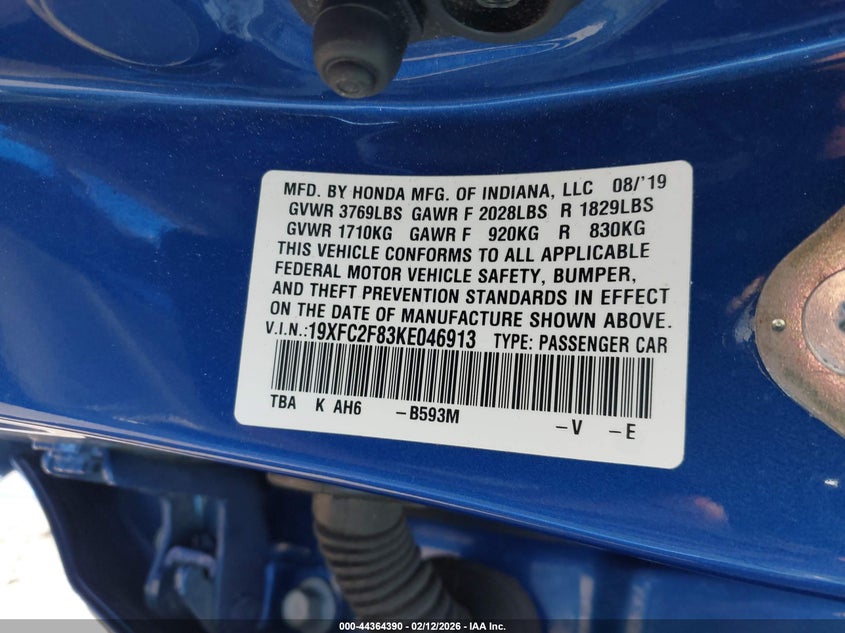 MFD. BY HONDA MFG. OF INDIANA, LLC 08/'19
GVWR 3769LBS GAWR F 2028LBS R 1829LBS
GVWR 1710KG GAWR F 920KG R 830KG
THIS VEHICLE CONFORMS TO ALL APPLICABLE
FEDERAL MOTOR VEHICLE SAFETY, BUMPER,
AND THEFT PREVENTION STANDARDS IN EFFECT
ON THE DATE OF MANUFACTURE SHOWN ABOVE.
V.I.N.:19XFC2F83KE046913 TYPE: PASSENGER CAR
TBA K AH6 -B593M -V -E
000-44364390 - 02/12/2026 - IAA Inc.